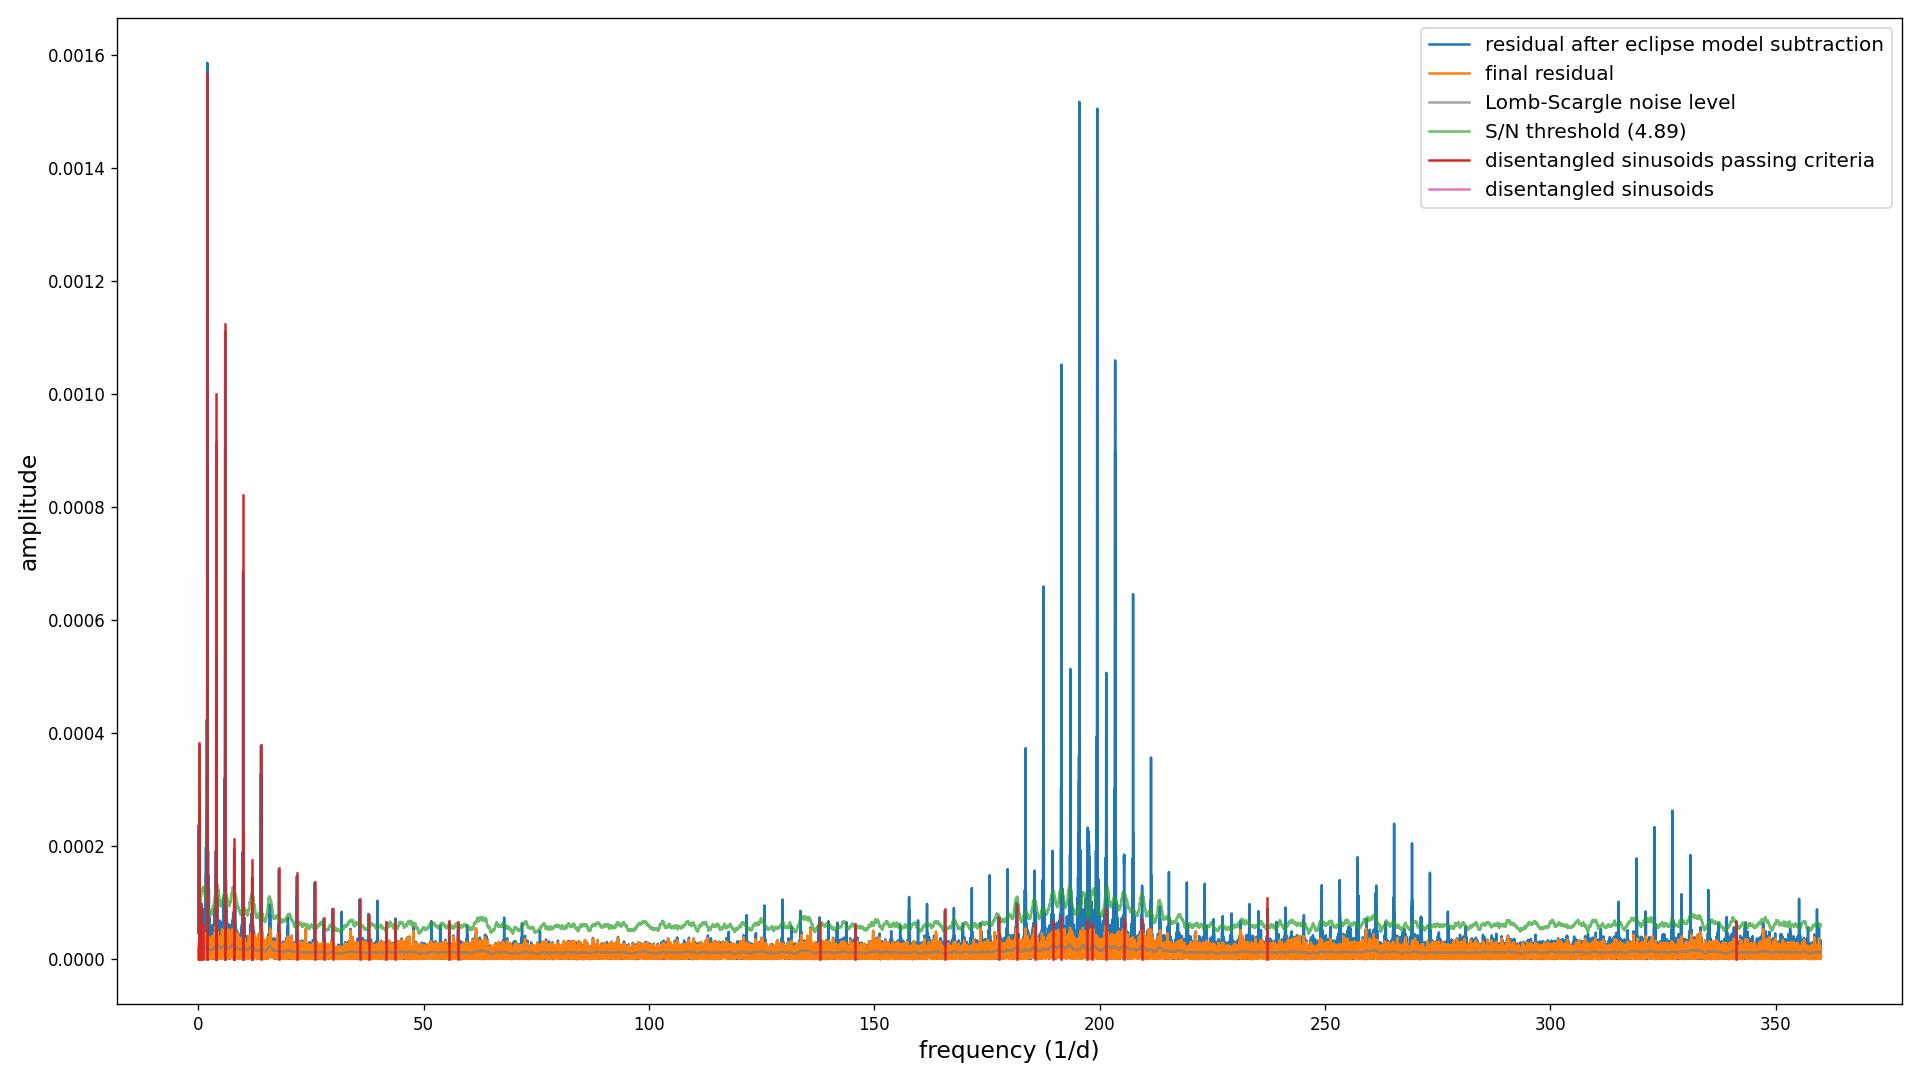 residual after eclipse model subtraction
final residual
Lomb-Scargle noise level
S/N threshold (4.89)
disentangled sinusoids passing criteria
disentangled sinusoids
amplitude
0.0016
0.0014
0.0012
0.0010
0.0008
0.0006
0.0004
0.0002
0.0000
0 50 100 150 200 250 300 350
frequency (1/d)